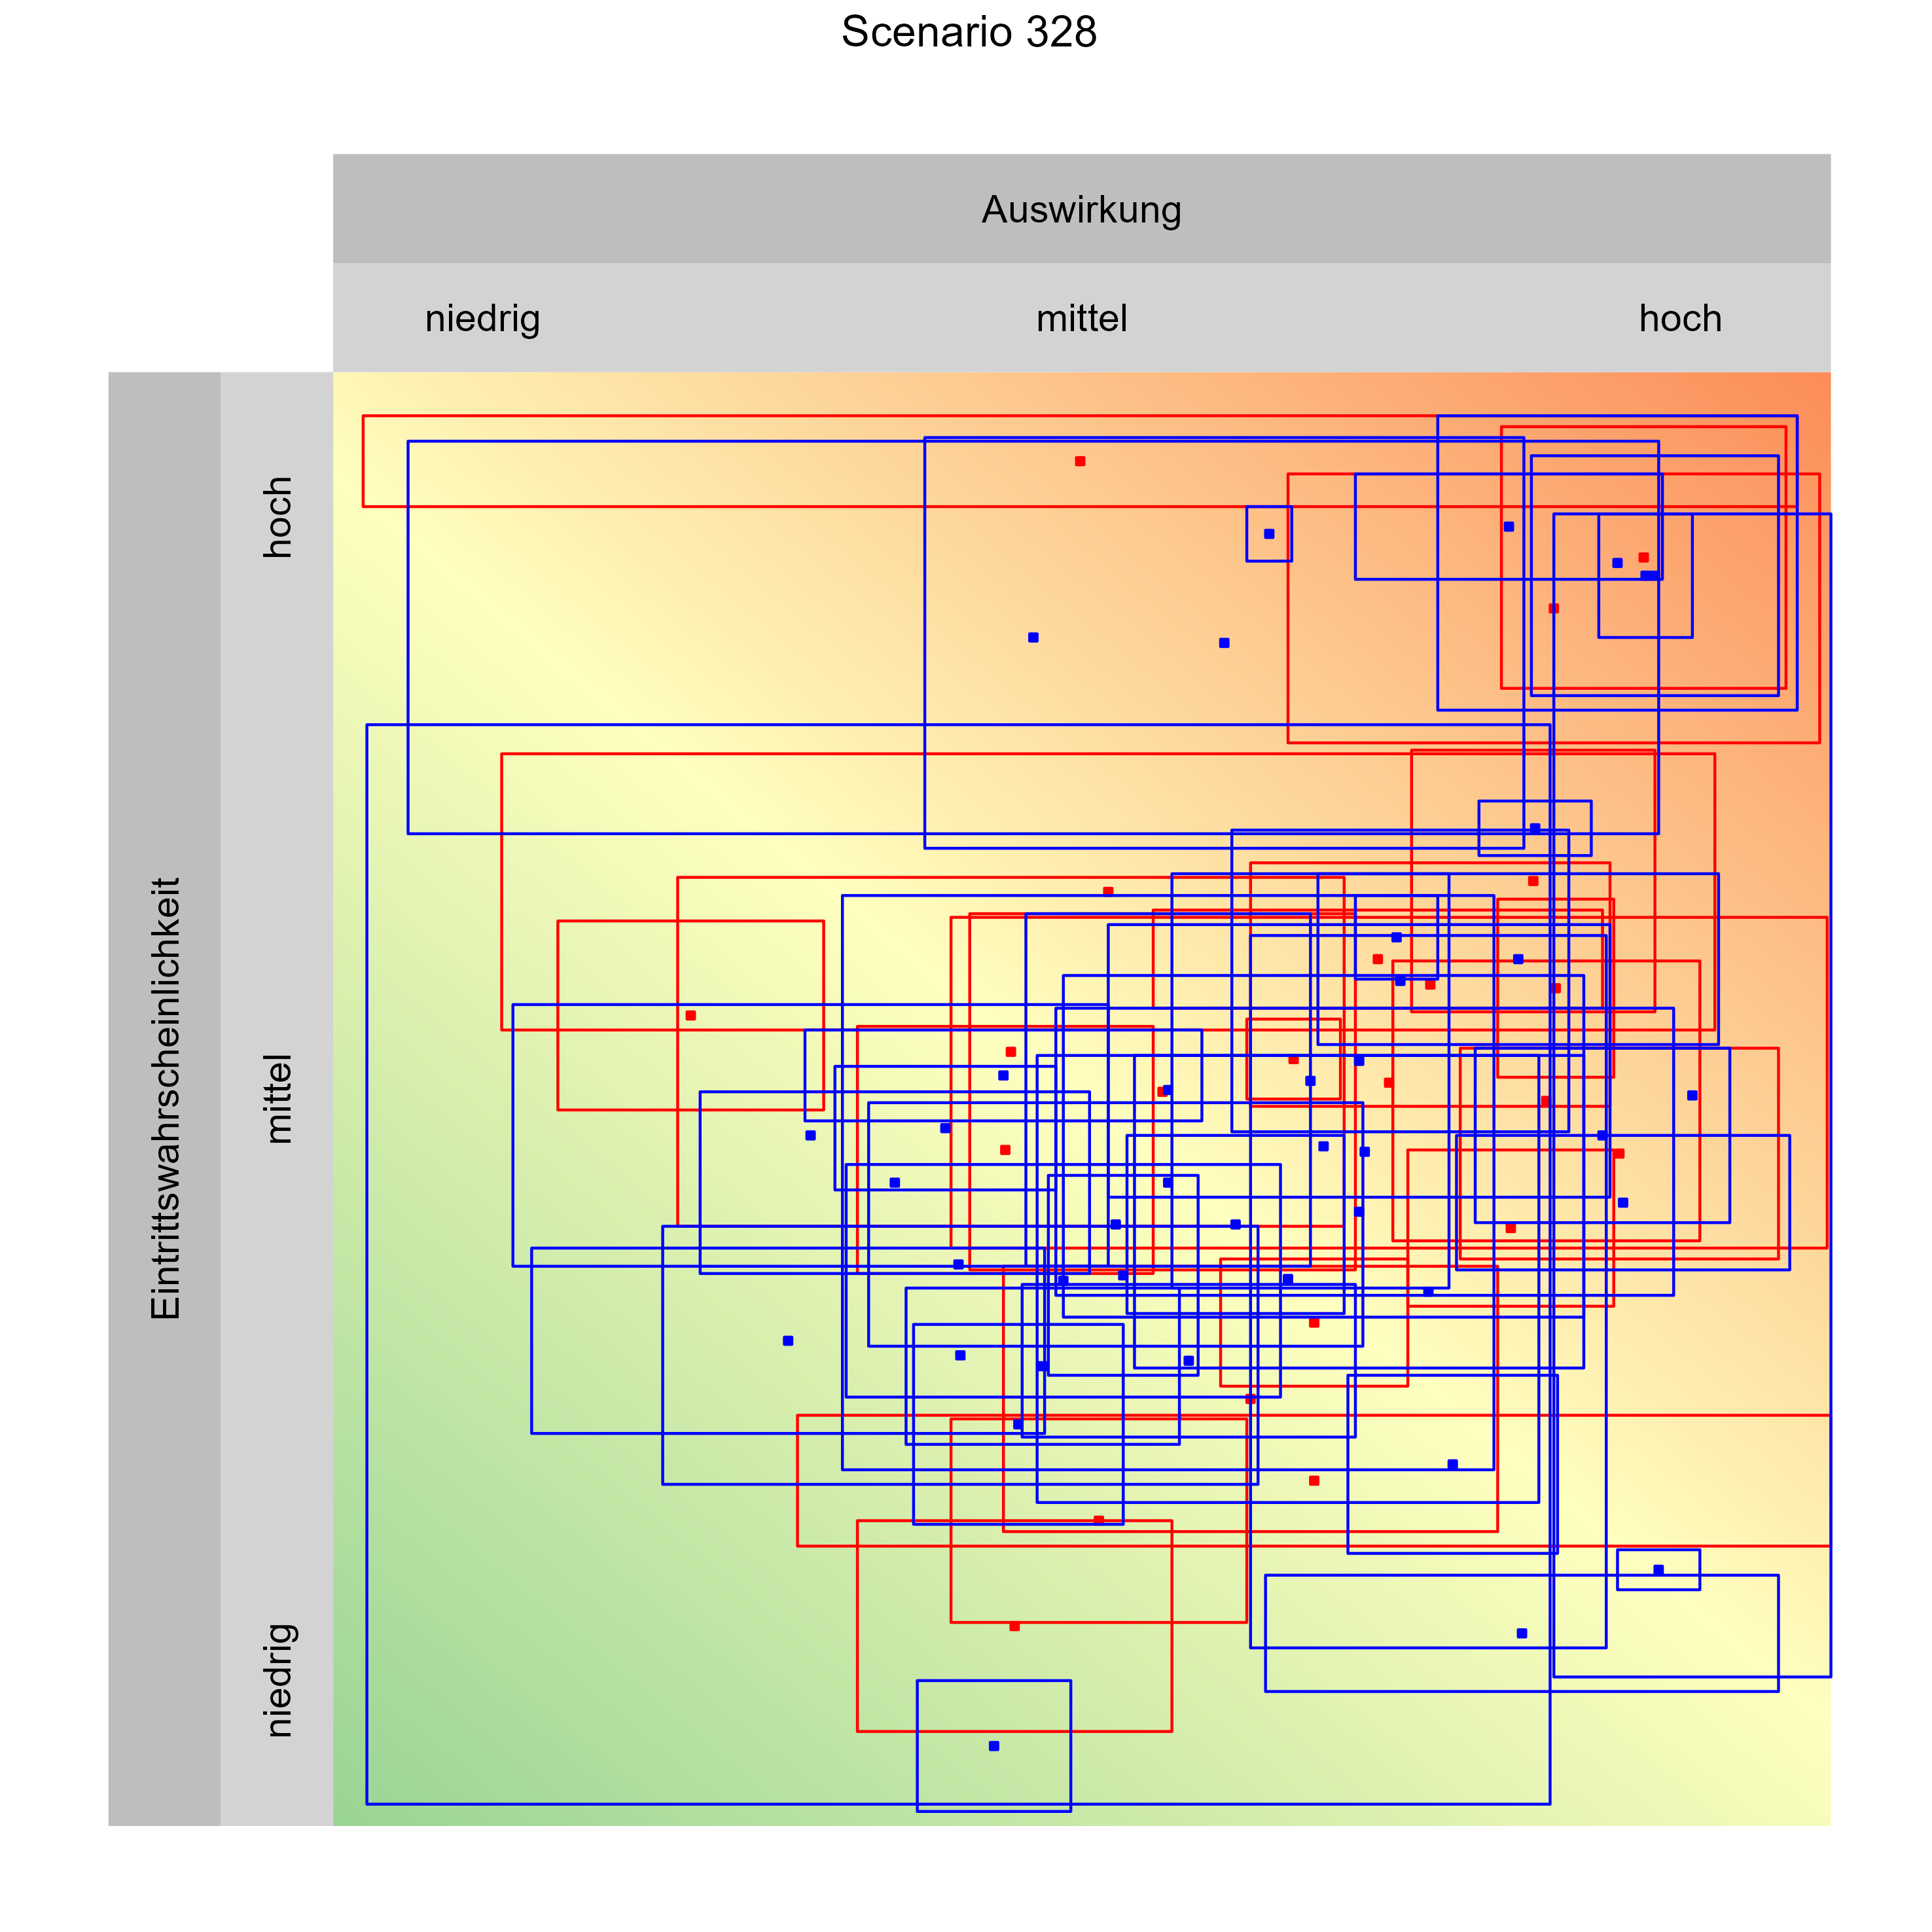 Scenario 328
Auswirkung
niedrig
mittel
hoch
Eintrittswahrscheinlichkeit
hoch
mittel
niedrig